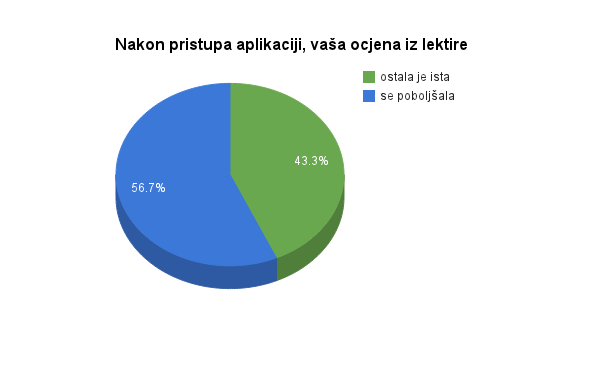 Nakon pristupa aplikaciji, vaša ocjena iz lektire
ostala je ista
se poboljšala
43.3%
56.7%